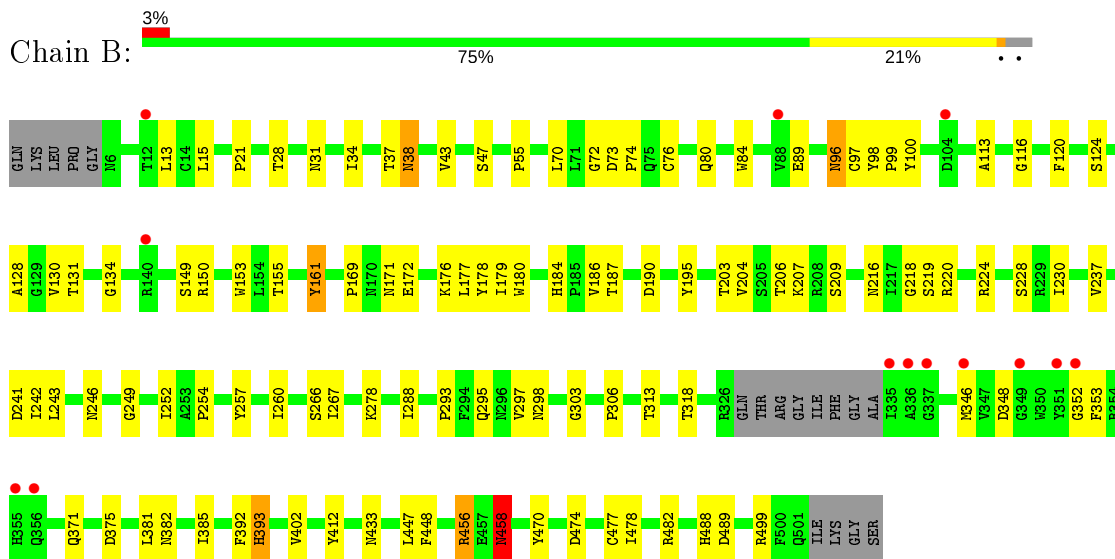 3%
Chain B:
75% 21% • •
GLN LYS LEU PRO GLY N6 T12 L13 C14 L15 P21 T28 N31 I34 T37 N38 V43 S47 P55 L70 L71 G72 D73 P74 Q75 C76 Q80 W84 V88 E89 N96 C97 Y98 P99 Y100 D104 A113 G116 F120 S124
A128 G129 V130 T131 G134 R140 S149 R150 W153 L154 T155 Y161 P169 N170 N171 E172 K176 L177 Y178 I179 W180 H184 P185 V186 T187 D190 Y195 T203 V204 S205 T206 K207 R208 S209 N216 I217 G218 S219 R220 R224 S228 R229 I230 V237
D241 I242 L243 N246 G249 I252 A253 P254 Y257 I260 S266 I267 K278 I288 P293 F294 Q295 N296 V297 N298 G303 P306 T313 T318 R326 GLN THR ARG GLY ILE PHE GLY ALA I335 A336 G337 M346 V347 D348 G349 W350 Y351 G352 F353 R354
H355 Q356 Q371 D375 L381 N382 I385 F392 H393 V402 Y412 N433 L447 F448 R456 E457 N458 Y470 D474 C477 I478 R482 H488 D489 R499 F500 Q501 ILE LYS GLY SER